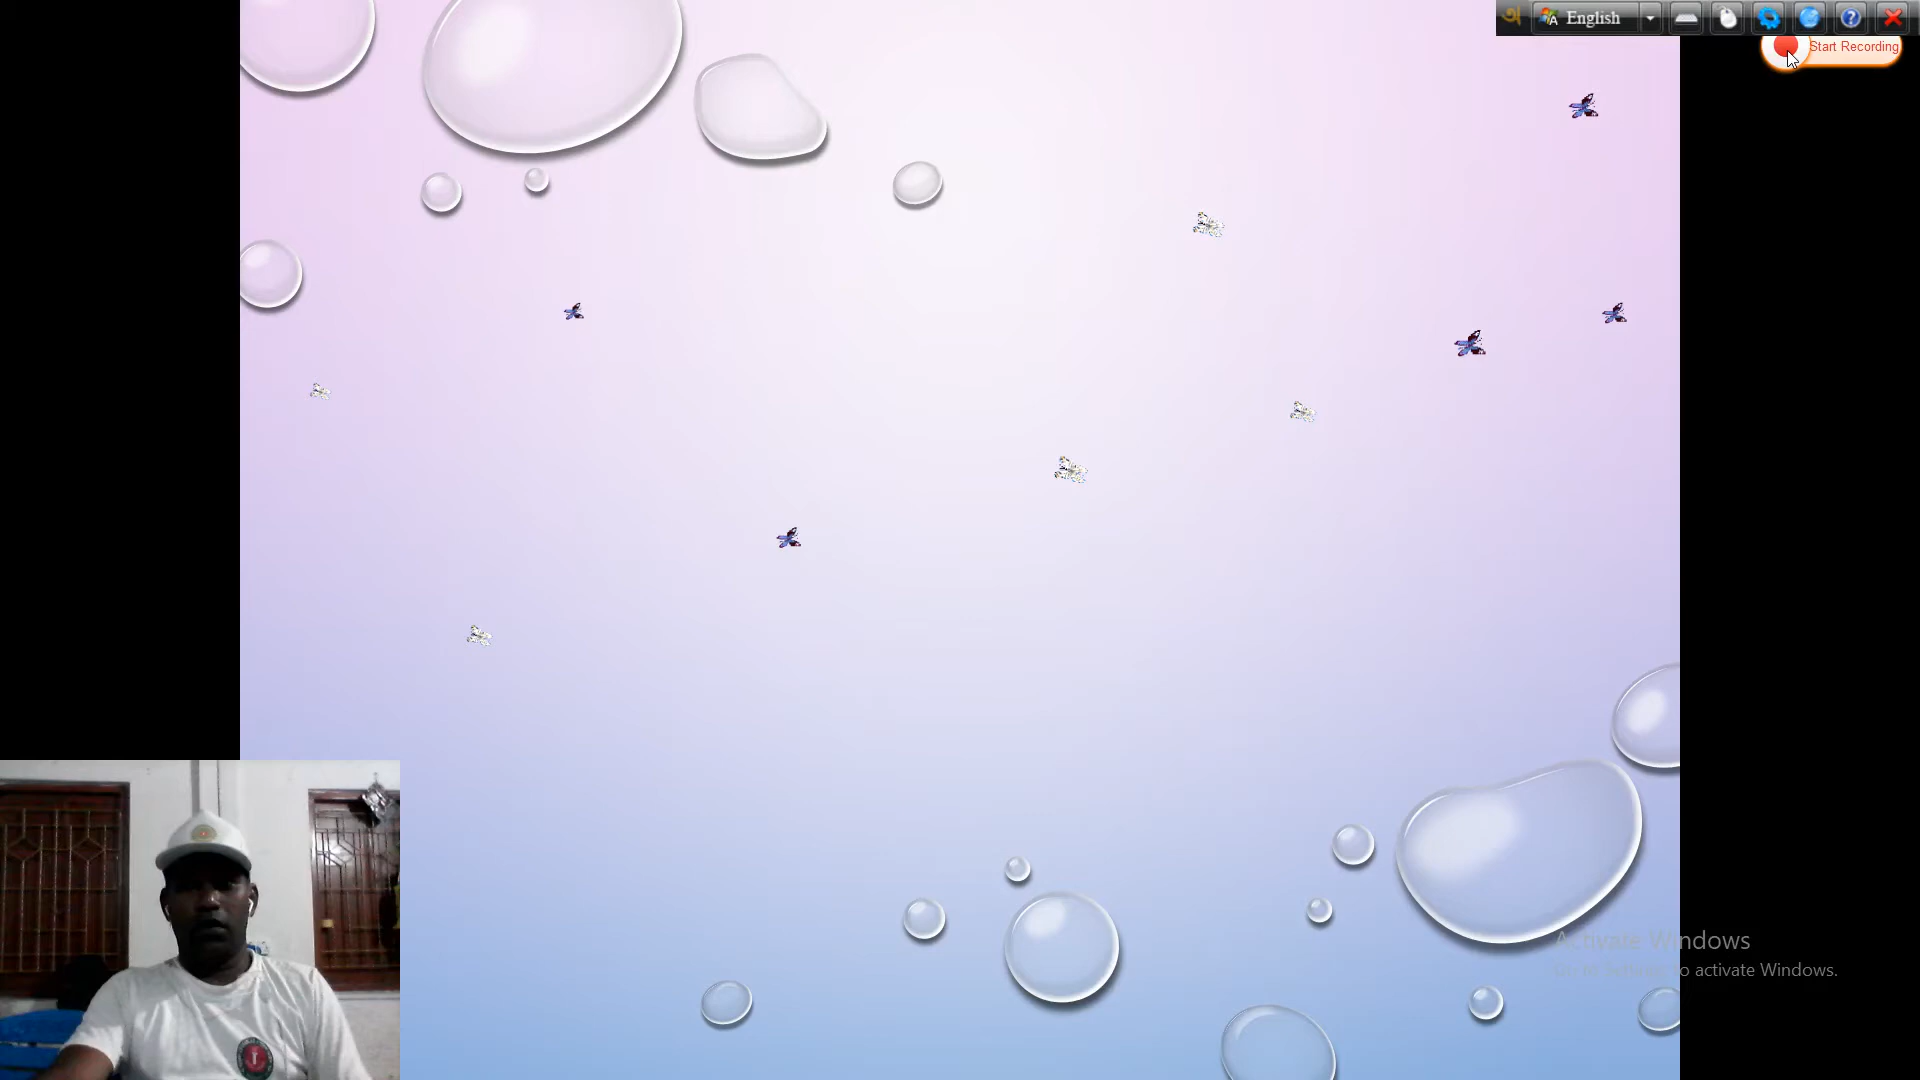 অ English
Start Recording
Activate Windows
Go to Settings to activate Windows.